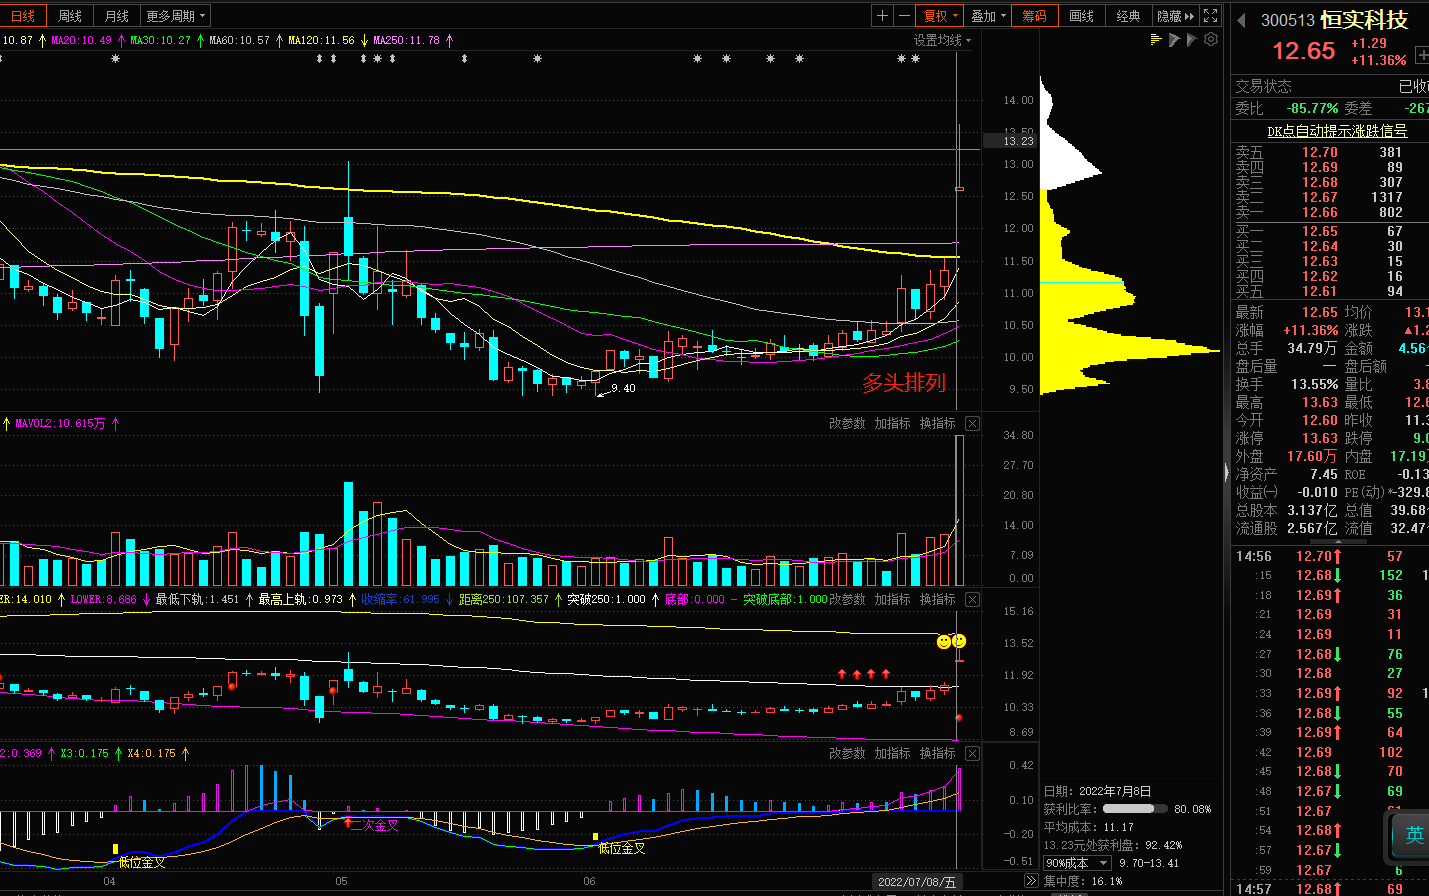 日线 周线 月线 更多周期 复权 叠加 筹码 画线 经典 隐藏 300513 恒实科技
12.65 +1.29 +11.36%
10.87 MA20:10.49 MA30:10.27 MA60:10.57 MA120:11.56 MA250:11.78 设置均线
交易状态 已收
委比 -85.77% 委差 -267
DK点自动提示涨跌信号
卖五 12.70 381
卖四 12.69 89
卖三 12.68 307
卖二 12.67 1317
卖一 12.66 802
买一 12.65 67
买二 12.64 30
买三 12.63 15
买四 12.62 16
买五 12.61 94
14.00
13.50
13.23
13.00
12.50
12.00
11.50
11.00
10.50
10.00
9.50
9.40
多头排列
最新 12.65 均价 13.1
涨幅 +11.36% 涨跌 ▲1.2
总手 34.79万 金额 4.56
盘后量 — 盘后额
换手 13.55% 量比 3.8
最高 13.63 最低 12.6
今开 12.60 昨收 11.3
涨停 13.63 跌停 9.0
外盘 17.60万 内盘 17.19
净资产 7.45 ROE -0.13
收益㈠ -0.010 PE(动)*-329.8
总股本 3.137亿 总值 39.68
流通股 2.567亿 流值 32.47
MAVOL2:10.615万 改参数 加指标 换指标
34.80
27.70
20.80
14.00
7.09
0.00
ER:14.010 LOWER:8.686 最低下轨:1.451 最高上轨:0.973 收缩率:61.995 距离250:107.357 突破250:1.000 底部:0.000 突破底部:1.000 改参数 加指标 换指标
15.16
13.52
11.92
10.33
8.69
2:0.369 X3:0.175 X4:0.175 改参数 加指标 换指标
0.42
0.10
-0.20
-0.51
二次金叉
低位金叉
低位金叉
04 05 06 2022/07/08/五
日期: 2022年7月8日
获利比率: 80.08%
平均成本: 11.17
13.23元处获利盘: 92.42%
90%成本 9.70-13.41
集中度: 16.1%
14:56 12.70 57
:15 12.68 152 1
:18 12.69 36
:21 12.69 31
:24 12.69 11
:27 12.68 76
:30 12.68 27
:33 12.69 92 1
:36 12.68 55
:39 12.69 64
:42 12.69 102
:45 12.68 70
:48 12.67 69
:51 12.67 61
:54 12.68
:57 12.67
:59 12.67 6
14:57 12.68 69
英